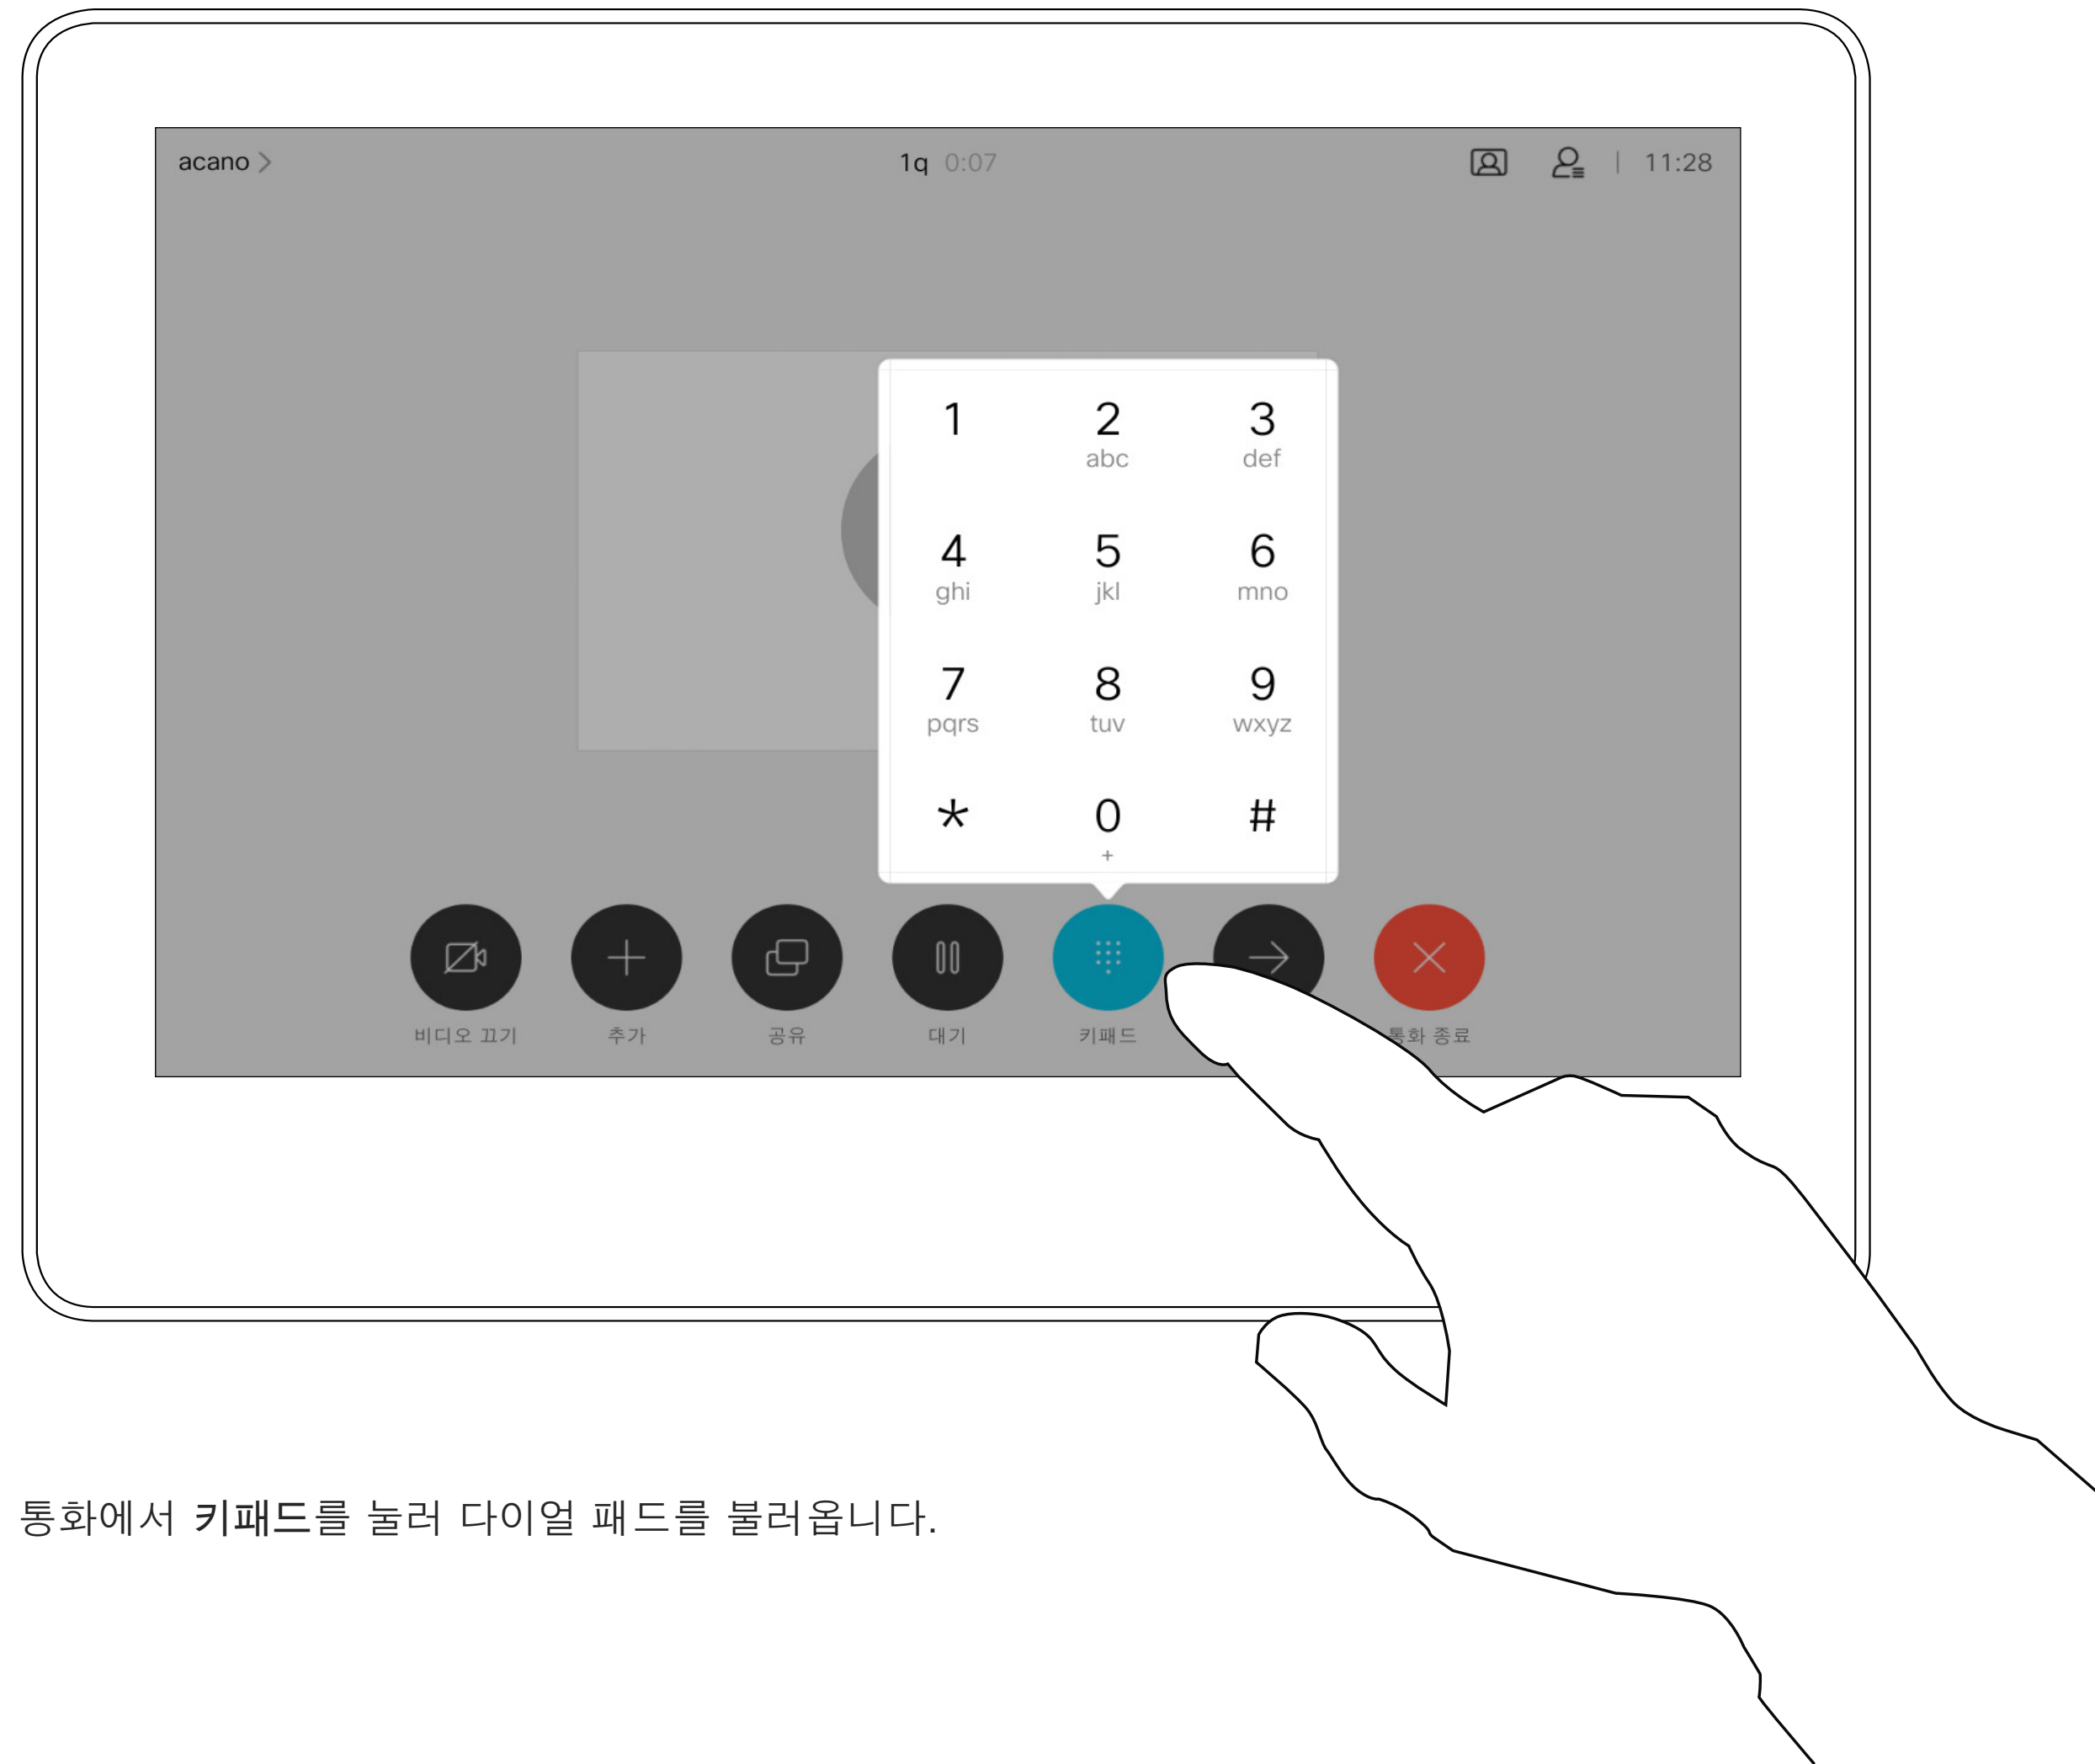 acano
1q 0:07
11:28
1 2 3
abc def
4 5 6
ghi jkl mno
7 8 9
pqrs tuv wxyz
* 0 #
+
비디오 끄기 추가 공유 대기 키패드 통화 종료
통화에서 키패드를 눌러 다이얼 패드를 불러옵니다.